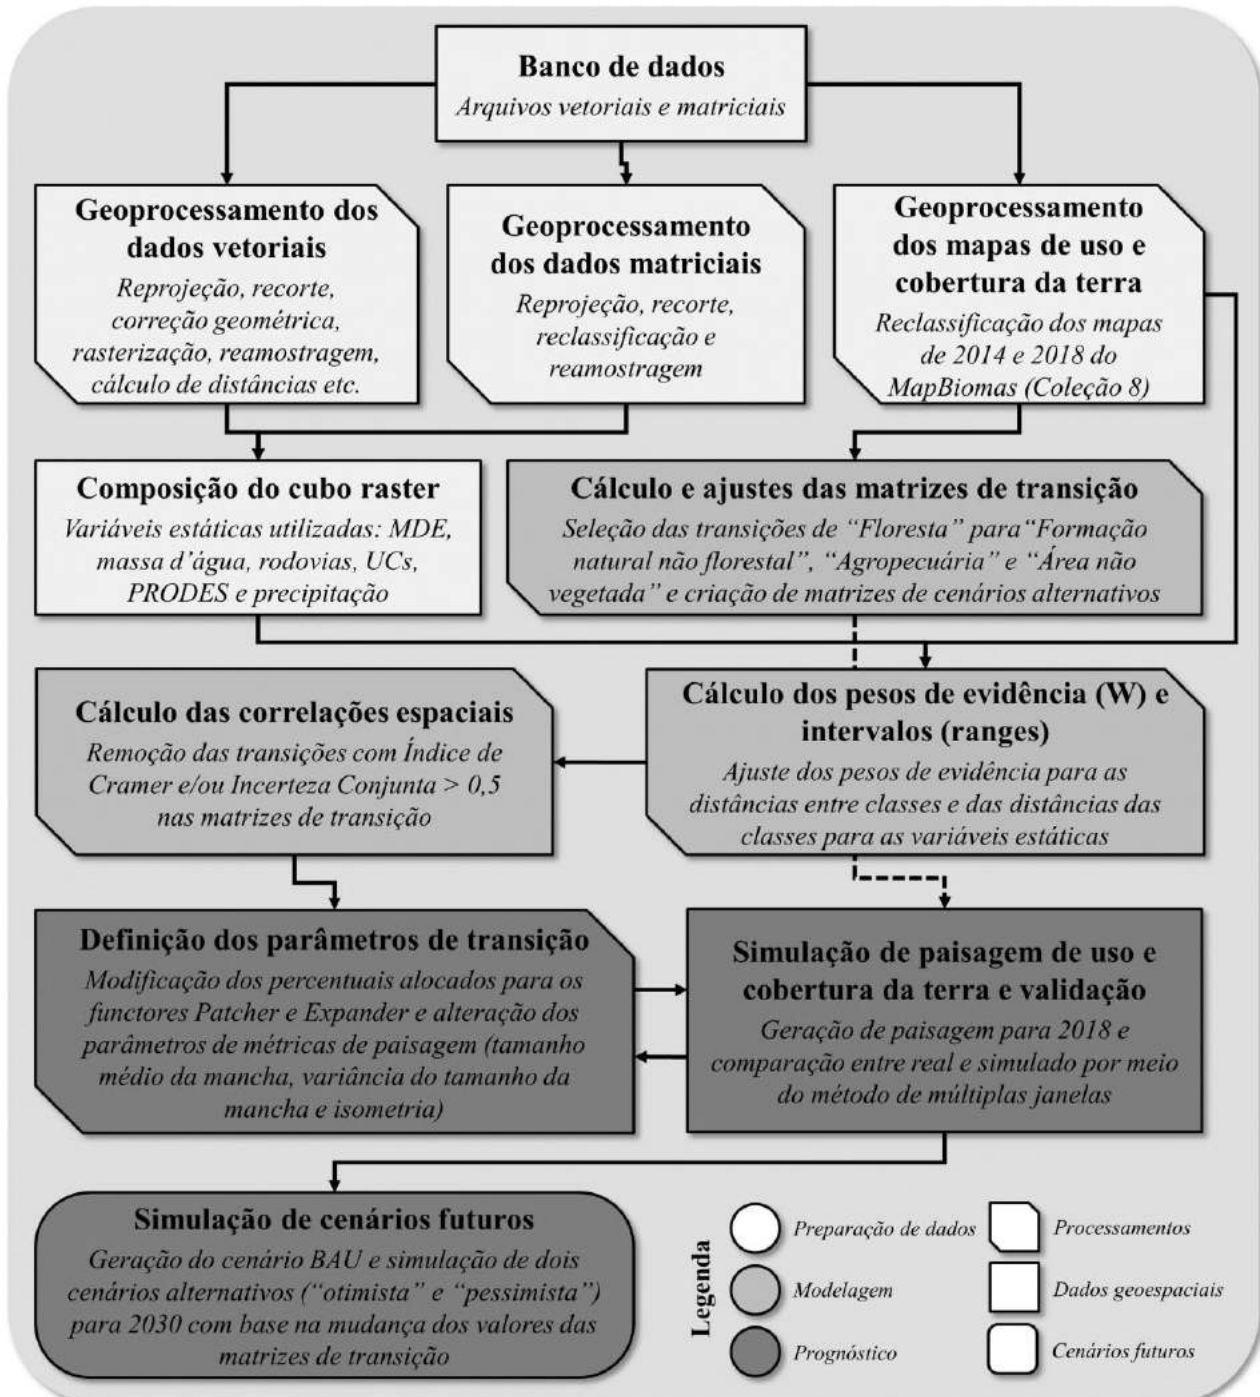 Banco de dados
Arquivos vetoriais e matriciais
Geoprocessamento dos
dados vetoriais
Reprojeção, recorte,
correção geométrica,
rasterização, reamostragem,
cálculo de distâncias etc.
Geoprocessamento
dos dados matriciais
Reprojeção, recorte,
reclassificação e
reamostragem
Geoprocessamento
dos mapas de uso e
cobertura da terra
Reclassificação dos mapas
de 2014 e 2018 do
MapBiomas (Coleção 8)
Composição do cubo raster
Variáveis estáticas utilizadas: MDE,
massa d'água, rodovias, UCs,
PRODES e precipitação
Cálculo e ajustes das matrizes de transição
Seleção das transições de “Floresta” para “Formação
natural não florestal”, “Agropecuária” e “Área não
vegetada” e criação de matrizes de cenários alternativos
Cálculo das correlações espaciais
Remoção das transições com Índice de
Cramer e/ou Incerteza Conjunta > 0,5
nas matrizes de transição
Cálculo dos pesos de evidência (W) e
intervalos (ranges)
Ajuste dos pesos de evidência para as
distâncias entre classes e das distâncias das
classes para as variáveis estáticas
Definição dos parâmetros de transição
Modificação dos percentuais alocados para os
functores Patcher e Expander e alteração dos
parâmetros de métricas de paisagem (tamanho
médio da mancha, variância do tamanho da
mancha e isometria)
Simulação de paisagem de uso e
cobertura da terra e validação
Geração de paisagem para 2018 e
comparação entre real e simulado por meio
do método de múltiplas janelas
Simulação de cenários futuros
Geração do cenário BAU e simulação de dois
cenários alternativos (“otimista” e “pessimista”)
para 2030 com base na mudança dos valores das
matrizes de transição
Legenda
Preparação de dados
Modelagem
Prognóstico
Processamentos
Dados geoespaciais
Cenários futuros